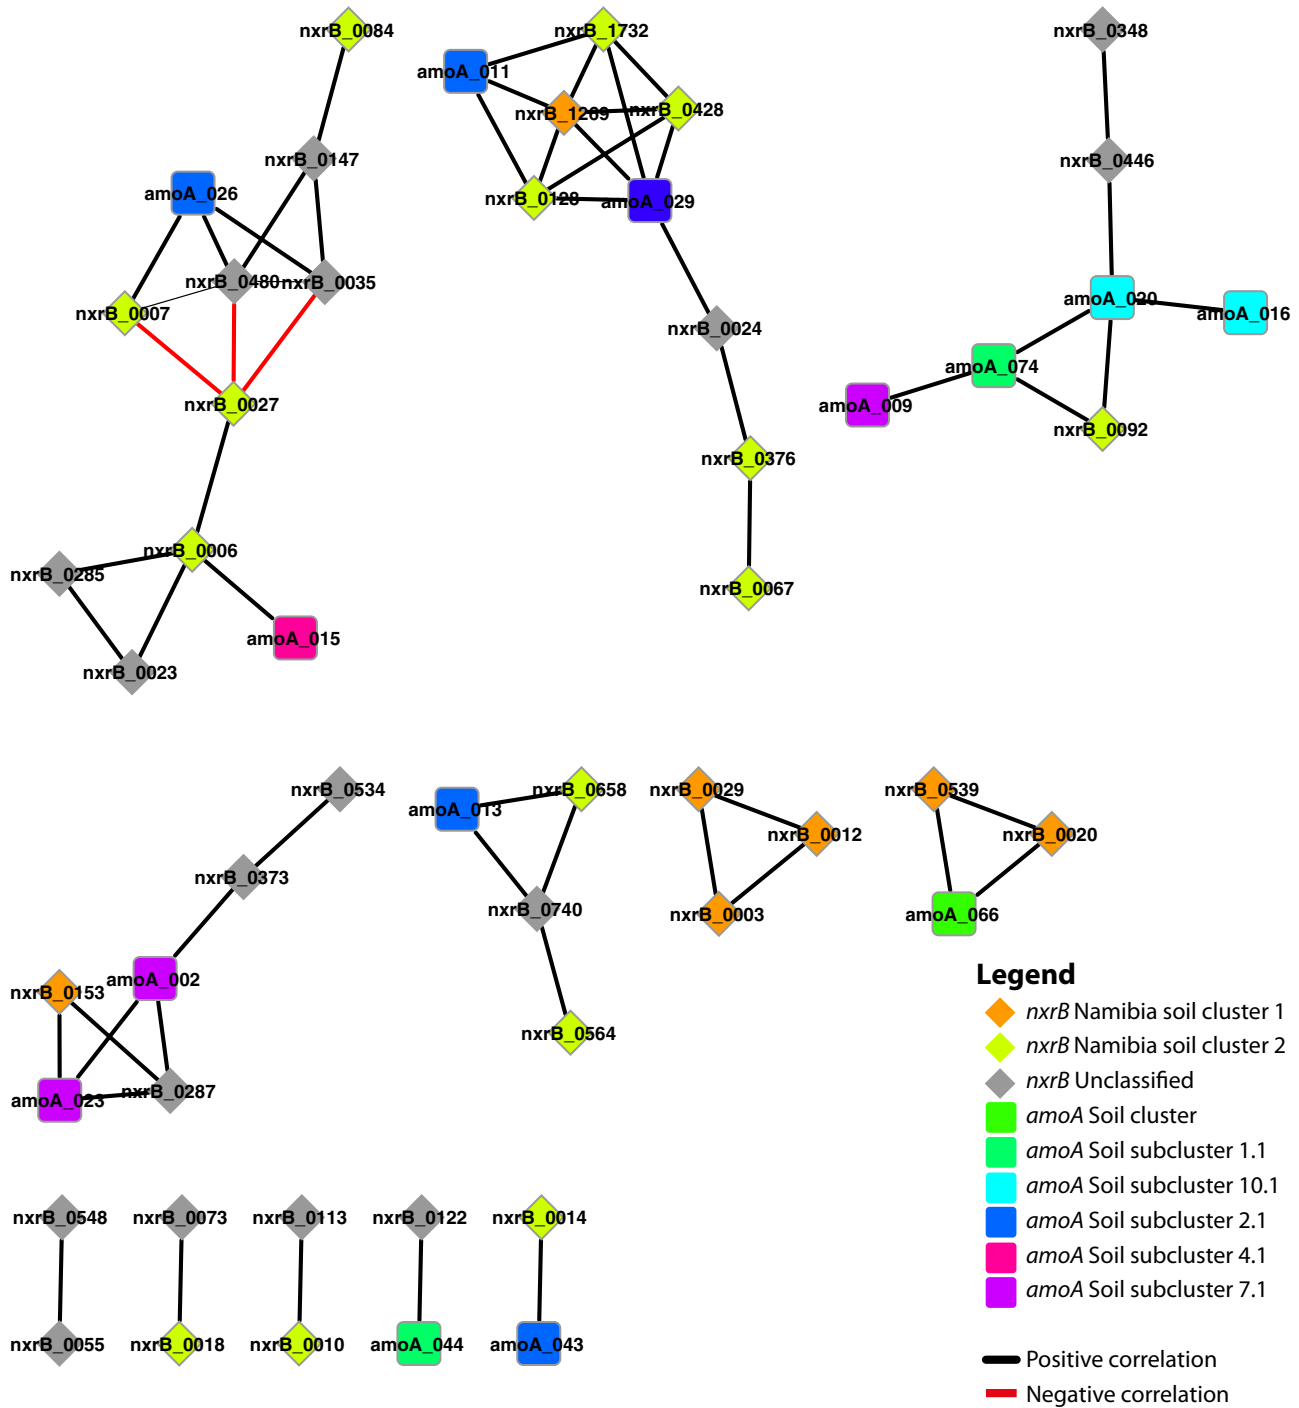 nxrB_0084
nxrB_0147
amoA_026
nxrB_0480
nxrB_0035
nxrB_0007
nxrB_0027
nxrB_0006
nxrB_0285
amoA_015
nxrB_0023
nxrB_1732
amoA_011
nxrB_1269
nxrB_0428
nxrB_0128
amoA_029
nxrB_0024
nxrB_0376
nxrB_0067
nxrB_0348
nxrB_0446
amoA_020
amoA_016
amoA_074
amoA_009
nxrB_0092
nxrB_0534
nxrB_0373
amoA_002
nxrB_0153
amoA_023
nxrB_0287
amoA_013
nxrB_0658
nxrB_0740
nxrB_0564
nxrB_0029
nxrB_0012
nxrB_0003
nxrB_0539
nxrB_0020
amoA_066
nxrB_0548
nxrB_0055
nxrB_0073
nxrB_0018
nxrB_0113
nxrB_0010
nxrB_0122
amoA_044
nxrB_0014
amoA_043
Legend
nxrB Namibia soil cluster 1
nxrB Namibia soil cluster 2
nxrB Unclassified
amoA Soil cluster
amoA Soil subcluster 1.1
amoA Soil subcluster 10.1
amoA Soil subcluster 2.1
amoA Soil subcluster 4.1
amoA Soil subcluster 7.1
Positive correlation
Negative correlation